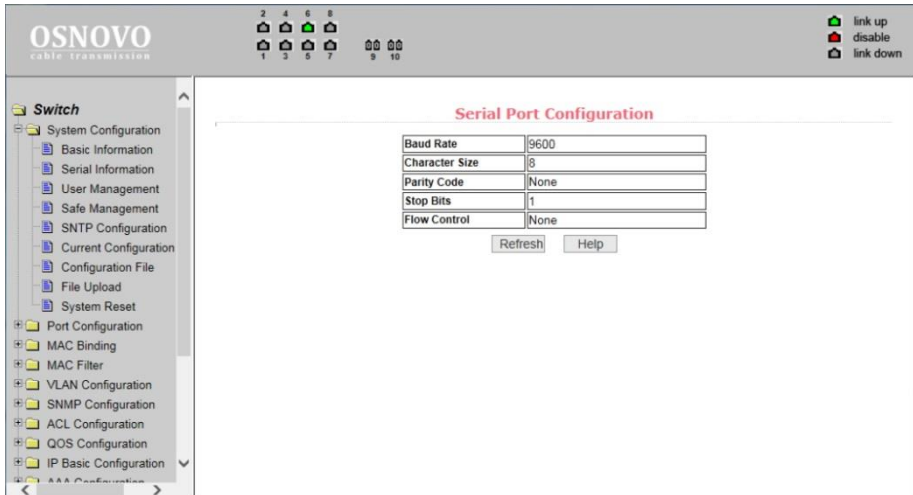 OSNOVO
cable transmission
2 4 6 8
1 3 5 7 9 10
link up
disable
link down
Switch
System Configuration
Basic Information
Serial Information
User Management
Safe Management
SNTP Configuration
Current Configuration
Configuration File
File Upload
System Reset
Port Configuration
MAC Binding
MAC Filter
VLAN Configuration
SNMP Configuration
ACL Configuration
QOS Configuration
IP Basic Configuration
AAA Configuration
Serial Port Configuration
Baud Rate 9600
Character Size 8
Parity Code None
Stop Bits 1
Flow Control None
Refresh Help